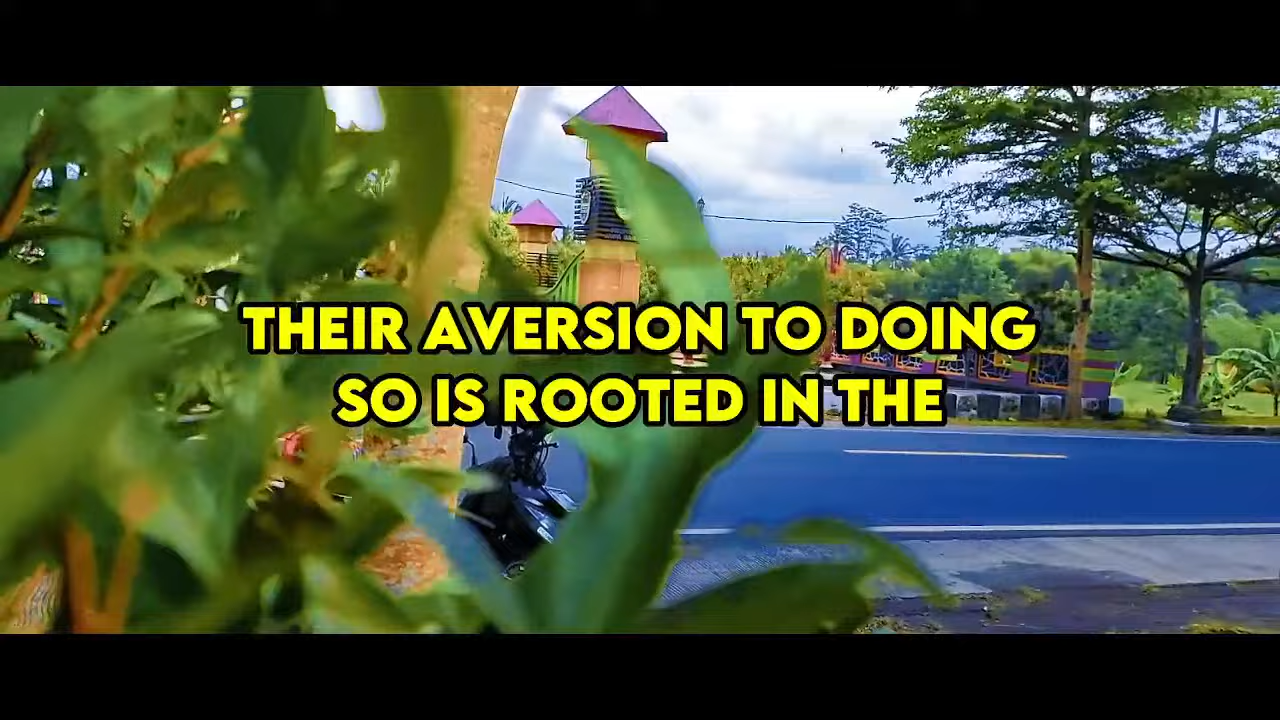 THEIR AVERSION TO DOING
SO IS ROOTED IN THE